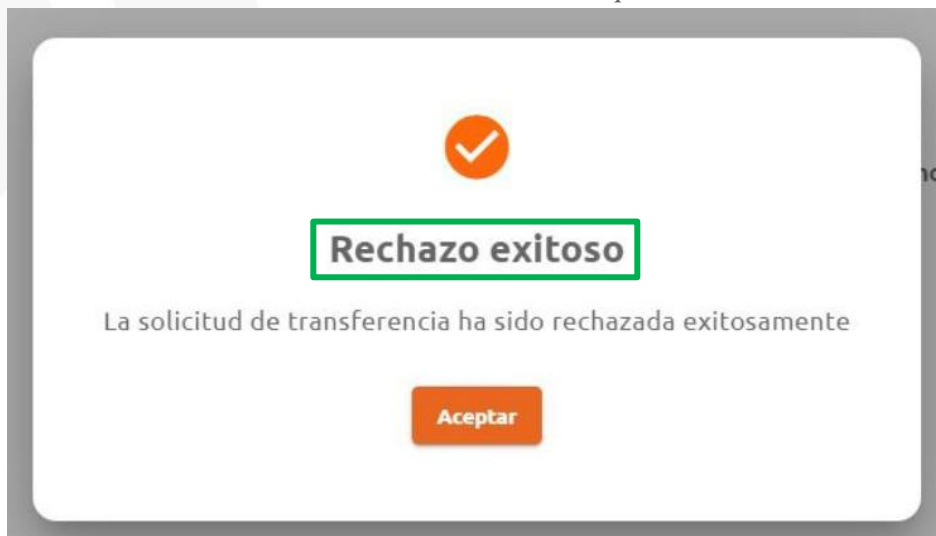 Rechazo exitoso
La solicitud de transferencia ha sido rechazada exitosamente
Aceptar